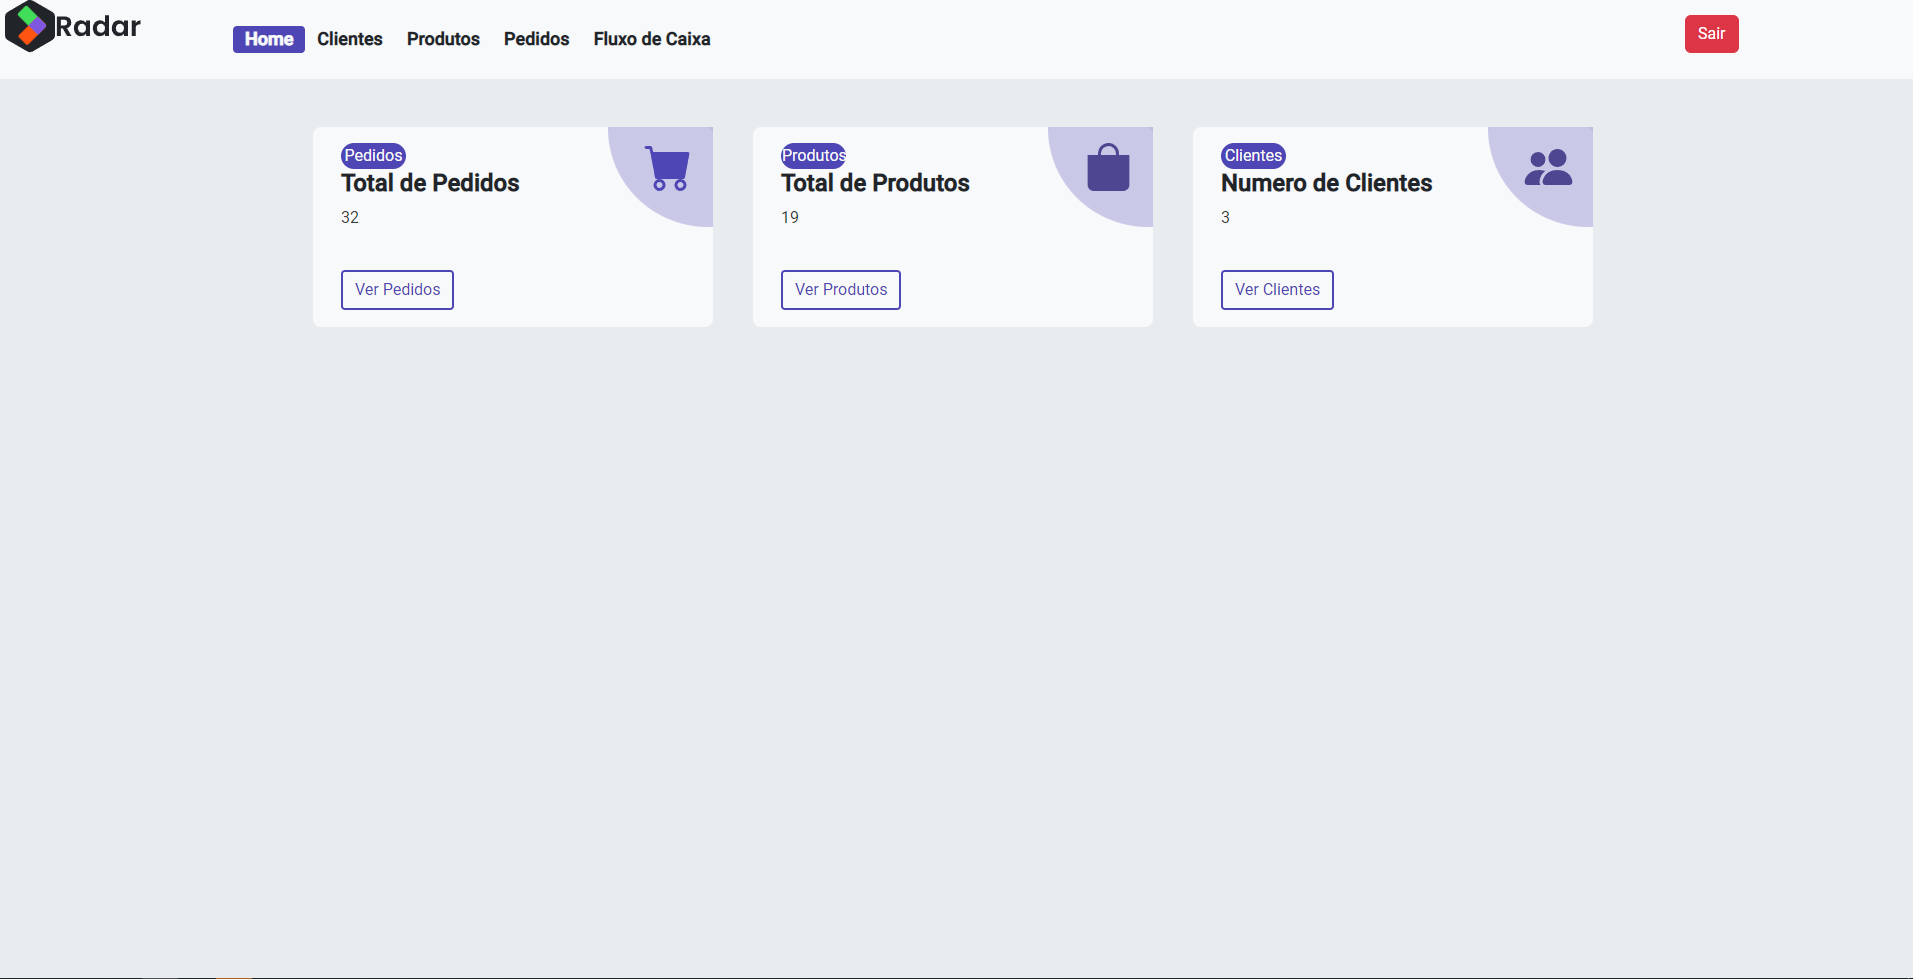 Radar
Home Clientes Produtos Pedidos Fluxo de Caixa
Sair
Pedidos
Total de Pedidos
32
Ver Pedidos
Produtos
Total de Produtos
19
Ver Produtos
Clientes
Numero de Clientes
3
Ver Clientes